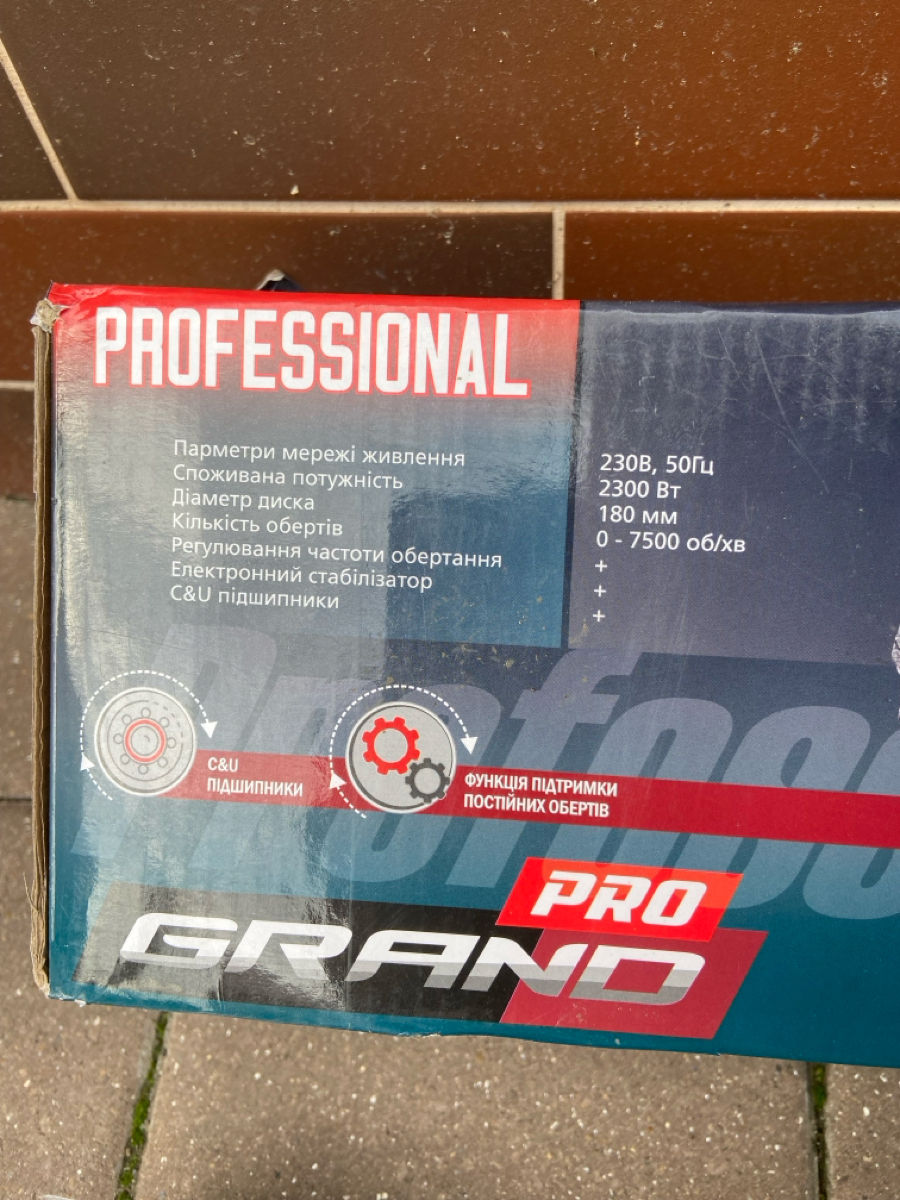 PROFESSIONAL
Парметри мережі живлення 230В, 50Гц
Споживана потужність 2300 Вт
Діаметр диска 180 мм
Кількість обертів 0 - 7500 об/хв
Регулювання частоти обертання +
Електронний стабілізатор +
C&U підшипники +
C&U
ПІДШИПНИКИ
ФУНКЦІЯ ПІДТРИМКИ
ПОСТІЙНИХ ОБЕРТІВ
PRO
GRAND